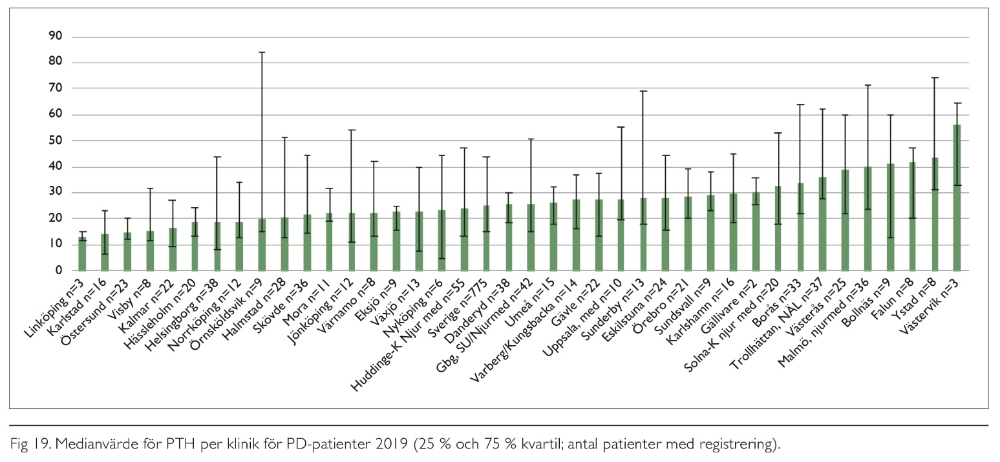 90
80
70
60
50
40
30
20
10
0
Linköping n=3
Karlstad n=16
Östersund n=23
Visby n=8
Kalmar n=22
Hässleholm n=20
Helsingborg n=38
Norrköping n=12
Örnsköldsvik n=9
Halmstad n=28
Skövde n=36
Mora n=11
Jönköping n=12
Värnamo n=8
Eksjö n=9
Växjö n=13
Nyköping n=6
Huddinge-K Njur med n=55
Sverige n=775
Danderyd n=38
Gbg, SU/Njurmed n=42
Umeå n=15
Varberg/Kungsbacka n=14
Gävle n=22
Uppsala, med n=10
Sunderby n=13
Eskilstuna n=24
Örebro n=21
Sundsvall n=9
Karlshamn n=16
Gällivare n=2
Solna-K njur med n=20
Borås n=33
Trollhättan, NÄL n=37
Västerås n=25
Malmö, njurmed n=36
Bollnäs n=9
Falun n=8
Ystad n=8
Västervik n=3
Fig 19. Medianvärde för PTH per klinik för PD-patienter 2019 (25 % och 75 % kvartil; antal patienter med registrering).